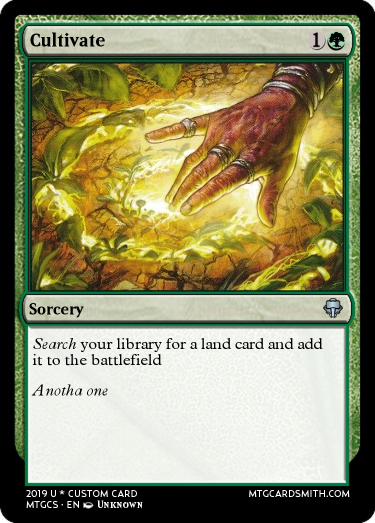 Cultivate 1
Sorcery
Search your library for a land card and add
it to the battlefield
Anotha one
2019 U * CUSTOM CARD
MTGCS · EN Unknown
MTGCARDSMITH.COM